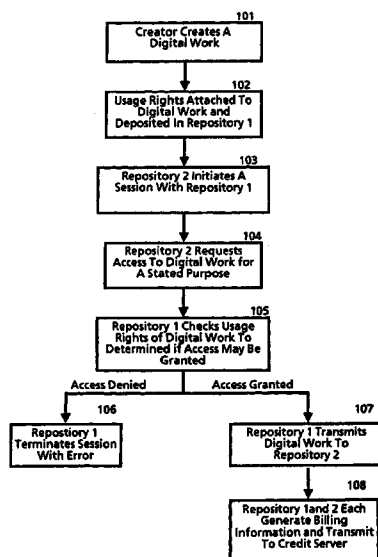 101
Creator Creates A
Digital Work
102
Usage Rights Attached To
Digital Work and
Deposited In Repository 1
103
Repository 2 Initiates A
Session With Repository 1
104
Repository 2 Requests
Access To Digital Work for
A Stated Purpose
105
Repository 1 Checks Usage
Rights of Digital Work To
Determined if Access May Be
Granted
Access Denied
Access Granted
106
Repostiory 1
Terminates Session
With Error
107
Repository 1 Transmits
Digital Work To
Repository 2
108
Repository 1and 2 Each
Generate Billing
Information and Transmit
To Credit Server